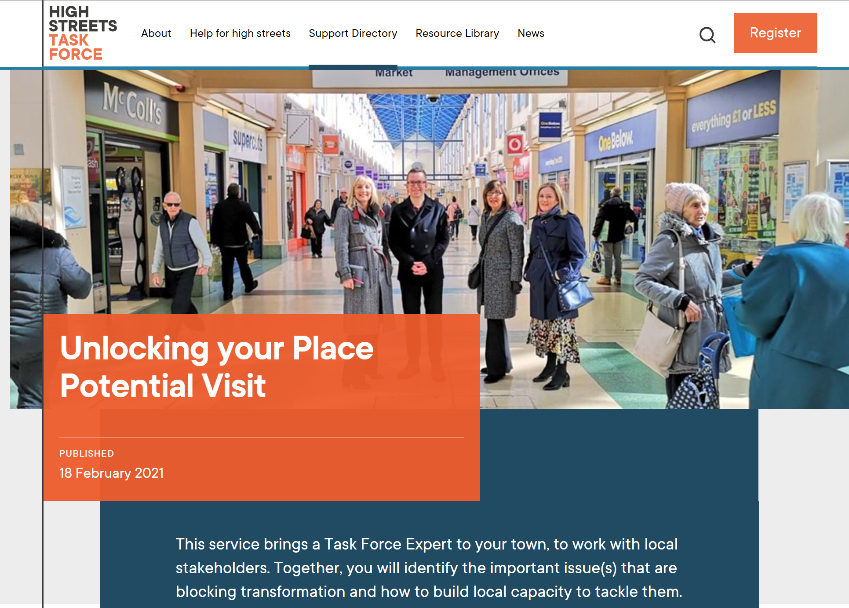 HIGH
STREETS
TASK
FORCE
About Help for high streets Support Directory Resource Library News
Register
Market Management Offices
McColl's
supercuts
OneBelow.
everything £1 or LESS
Unlocking your Place
Potential Visit
PUBLISHED
18 February 2021
This service brings a Task Force Expert to your town, to work with local
stakeholders. Together, you will identify the important issue(s) that are
blocking transformation and how to build local capacity to tackle them.